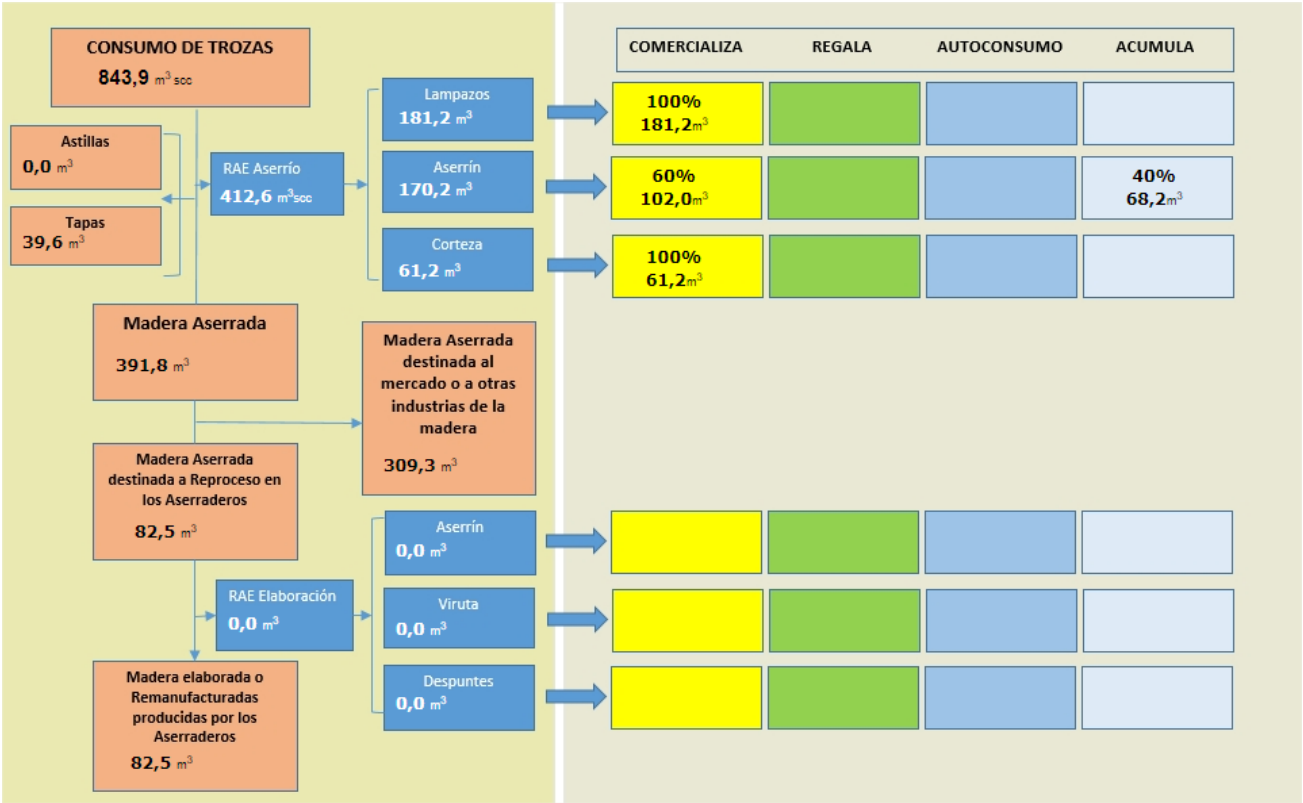 CONSUMO DE TROZAS
843,9 m³ scc
Astillas
0,0 m³
Tapas
39,6 m³
RAE Aserrío
412,6 m³scc
Lampazos
181,2 m³
Aserrín
170,2 m³
Corteza
61,2 m³
Madera Aserrada
391,8 m³
Madera Aserrada
destinada al
mercado o a otras
industrias de la
madera
309,3 m³
Madera Aserrada
destinada a Reproceso en
los Aserraderos
82,5 m³
RAE Elaboración
0,0 m³
Aserrín
0,0 m³
Viruta
0,0 m³
Despuntes
0,0 m³
Madera elaborada o
Remanufacturadas
producidas por los
Aserraderos
82,5 m³
COMERCIALIZA REGALA AUTOCONSUMO ACUMULA
100%
181,2m³
60%
102,0m³
40%
68,2m³
100%
61,2m³